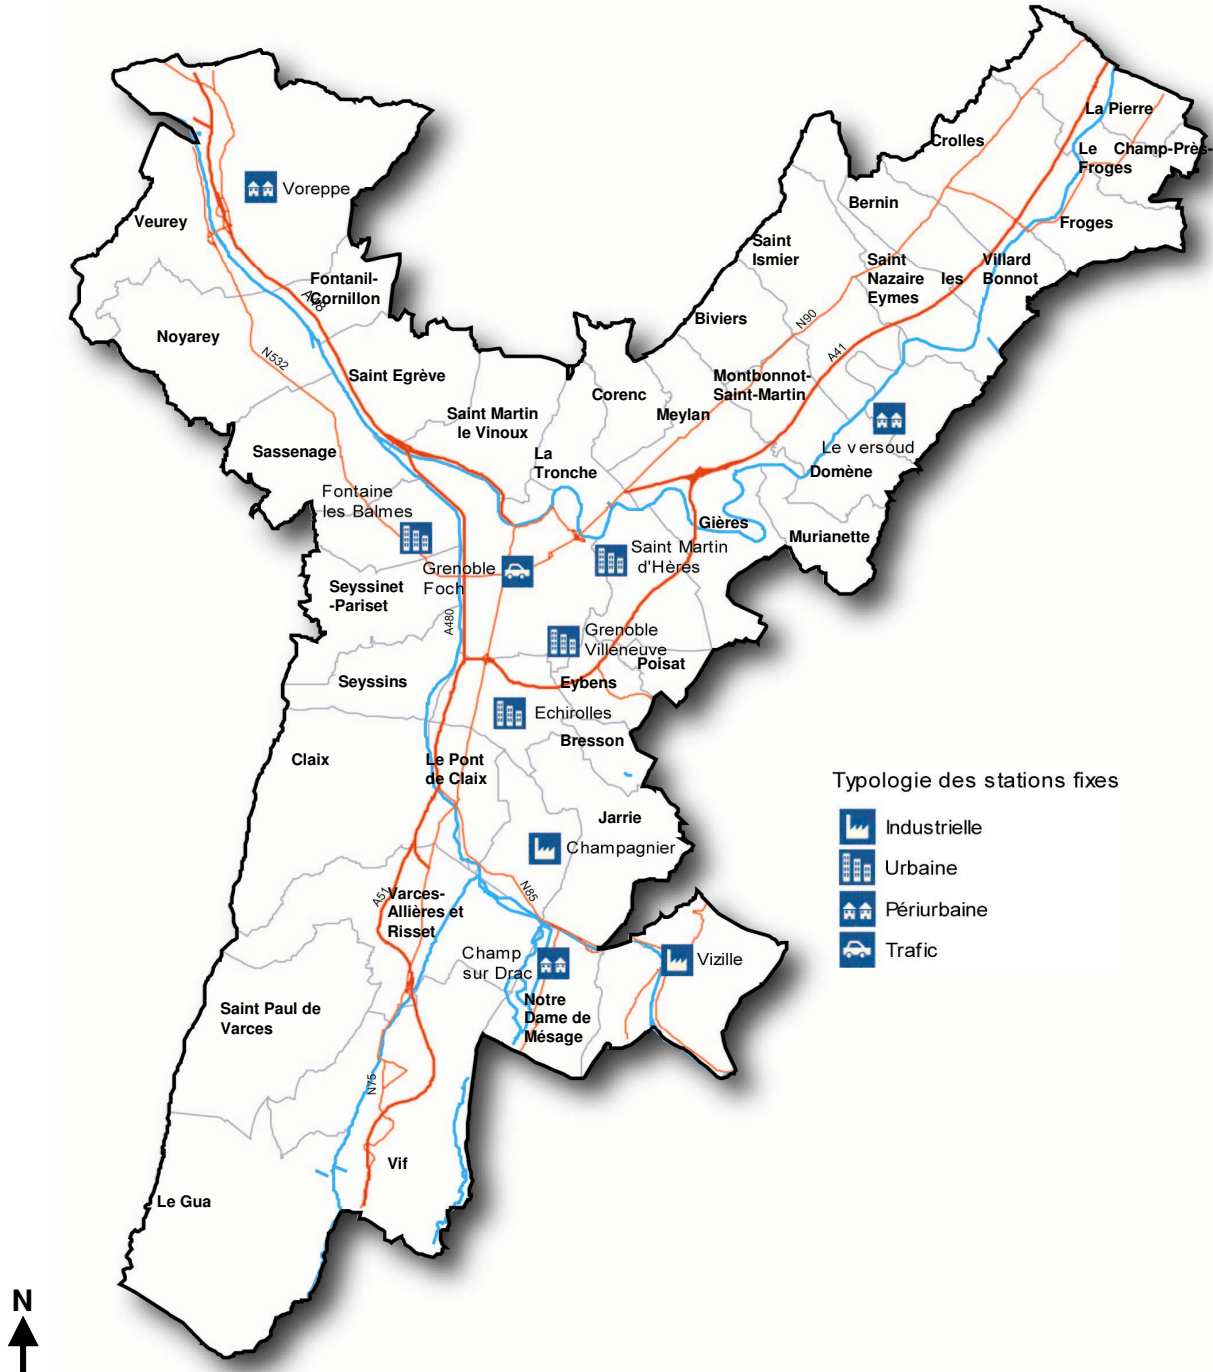 La Pierre
Crolles
Le Champ-Près-
Froges
Voreppe
Bernin
Veurey
Froges
Saint
Ismier
Saint
Nazaire les
Eymes
Villard
Bonnot
Fontanil-
Cornillon
A48
Biviers
N90
Noyarey
N532
A41
Saint Egrève
Corenc
Montbonnot-
Saint-Martin
Saint Martin
le Vinoux
Meylan
Le versoud
Sassenage
La
Tronche
Domène
Fontaine
les Balmes
Gières
Murianette
Saint Martin
d'Hères
Grenoble
Foch
Seyssinet
-Pariset
A480
Grenoble
Villeneuve
Poisat
Seyssins
Eybens
Echirolles
Bresson
Claix
Le Pont
de Claix
Typologie des stations fixes
Industrielle
Urbaine
Périurbaine
Trafic
Jarrie
Champagnier
N85
A51
Varces-
Allières et
Risset
Champ
sur Drac
Vizille
Notre
Dame de
Mésage
Saint Paul de
Varces
N75
Vif
Le Gua
N